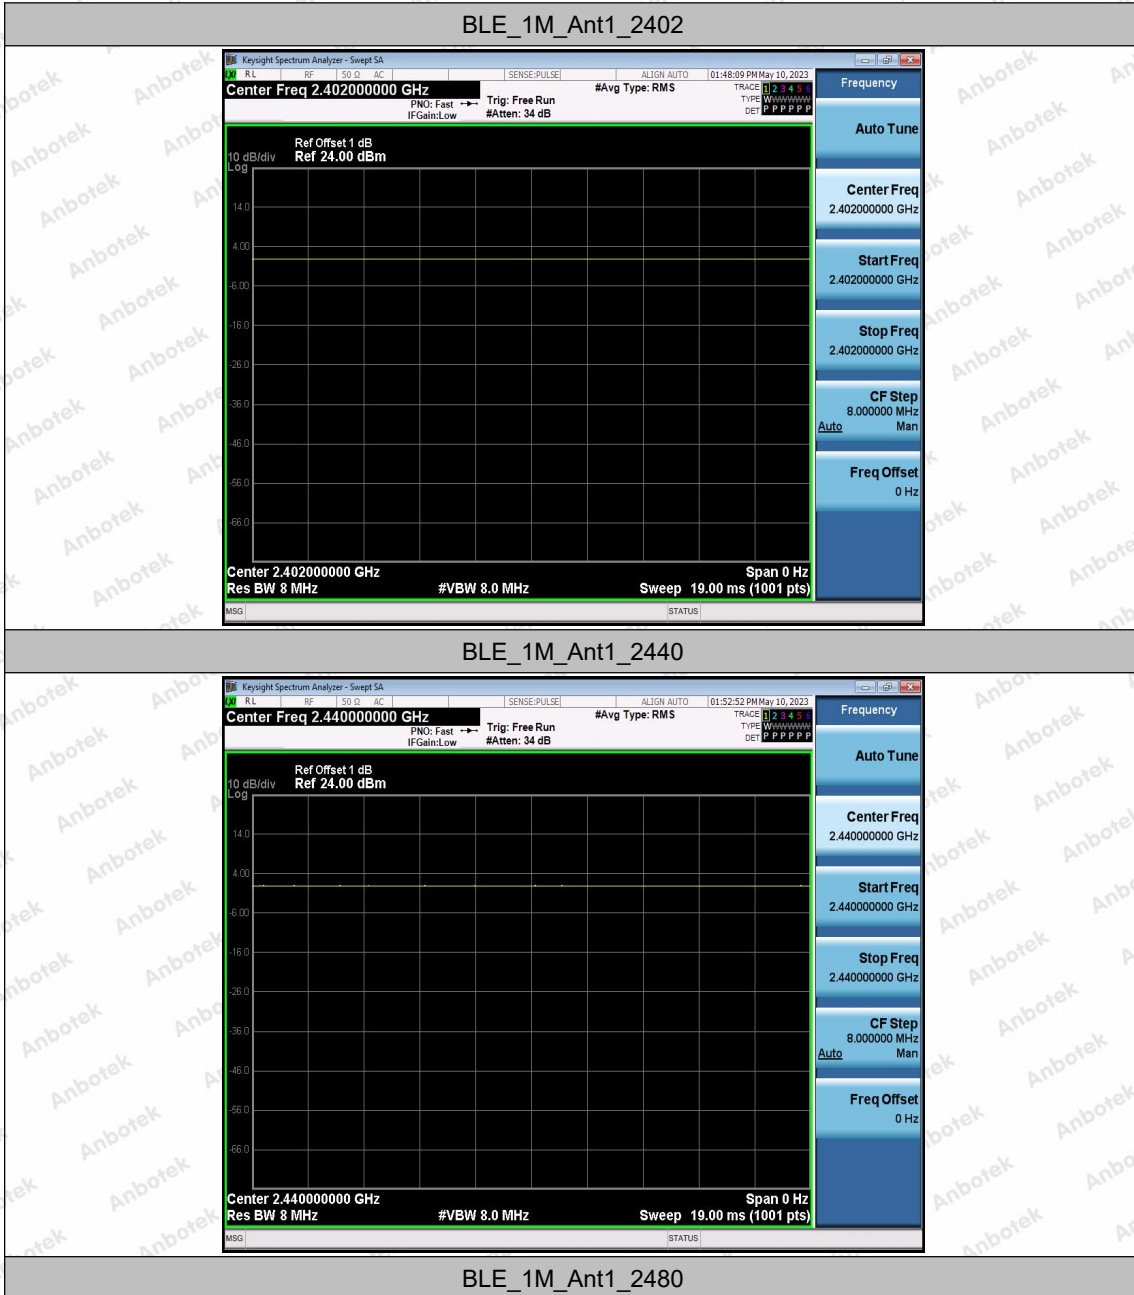 BLE_1M_Ant1_2402
Keysight Spectrum Analyzer - Swept SA
RL RF 50 Ω AC SENSE:PULSE ALIGN AUTO 01:48:09 PM May 10, 2023
Center Freq 2.402000000 GHz #Avg Type: RMS TRACE 1 2 3 4 5 6
PNO: Fast Trig: Free Run TYPE WWWWWW
IFGain:Low #Atten: 34 dB DET P P P P P P
Frequency
Auto Tune
Ref Offset 1 dB
10 dB/div Ref 24.00 dBm
Log
14.0
4.00
-6.00
-16.0
-26.0
-36.0
-46.0
-56.0
-66.0
Center Freq
2.402000000 GHz
Start Freq
2.402000000 GHz
Stop Freq
2.402000000 GHz
CF Step
8.000000 MHz
Auto Man
Freq Offset
0 Hz
Center 2.402000000 GHz Span 0 Hz
Res BW 8 MHz #VBW 8.0 MHz Sweep 19.00 ms (1001 pts)
MSG STATUS
BLE_1M_Ant1_2440
Keysight Spectrum Analyzer - Swept SA
RL RF 50 Ω AC SENSE:PULSE ALIGN AUTO 01:52:52 PM May 10, 2023
Center Freq 2.440000000 GHz #Avg Type: RMS TRACE 1 2 3 4 5 6
PNO: Fast Trig: Free Run TYPE WWWWWW
IFGain:Low #Atten: 34 dB DET P P P P P P
Frequency
Auto Tune
Ref Offset 1 dB
10 dB/div Ref 24.00 dBm
Log
14.0
4.00
-6.00
-16.0
-26.0
-36.0
-46.0
-56.0
-66.0
Center Freq
2.440000000 GHz
Start Freq
2.440000000 GHz
Stop Freq
2.440000000 GHz
CF Step
8.000000 MHz
Auto Man
Freq Offset
0 Hz
Center 2.440000000 GHz Span 0 Hz
Res BW 8 MHz #VBW 8.0 MHz Sweep 19.00 ms (1001 pts)
MSG STATUS
BLE_1M_Ant1_2480
Anbotek